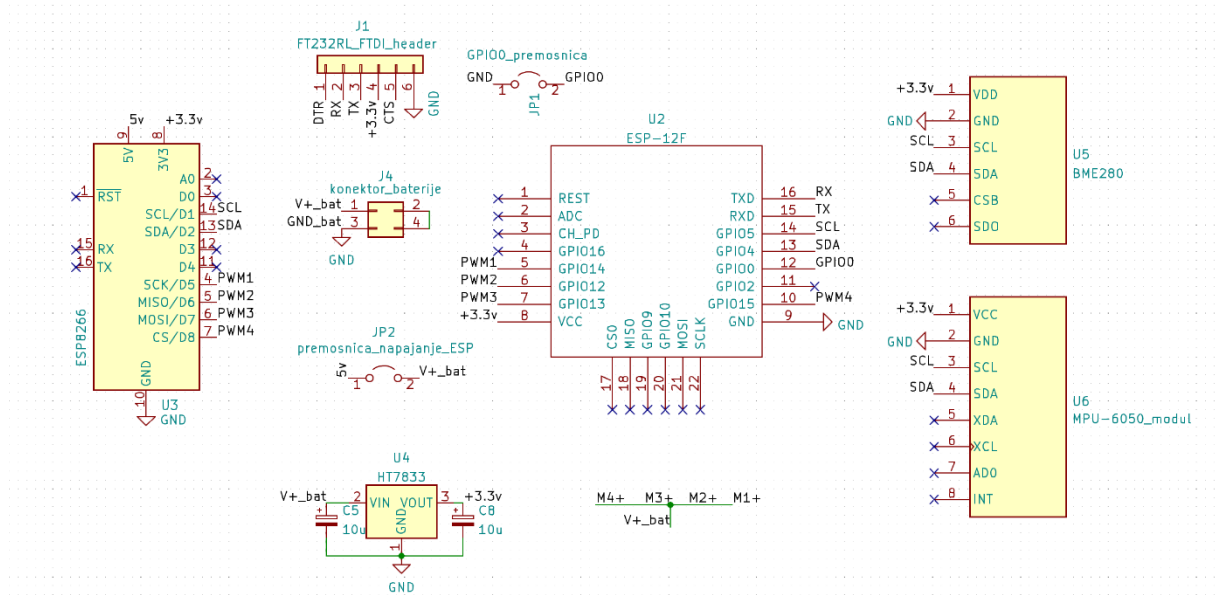 J1
FT232RL_FTDI_header
1 2 3 4 5 6
DTR RX TX +3.3v CTS GND
GPIO0_premosnica
GND 1 2 GPIO0
JP1
5v +3.3v
9 8
5V 3V3
1 RST
15 RX
16 TX
A0 2
D0 3
SCL/D1 14 SCL
SDA/D2 13 SDA
D3 12
D4 11
SCK/D5 4 PWM1
MISO/D6 5 PWM2
MOSI/D7 6 PWM3
CS/D8 7 PWM4
ESP8266
GND
10
U3
GND
J4
konektor_baterije
V+_bat 1 2
GND_bat 3 4
GND
JP2
premosnica_napajanje_ESP
5v 1 2 V+_bat
U4
HT7833
V+_bat 2 VIN VOUT 3 +3.3v
GND
1
+ C5
10u
+ C8
10u
GND
U2
ESP-12F
1 REST
2 ADC
3 CH_PD
4 GPIO16
PWM1 5 GPIO14
PWM2 6 GPIO12
PWM3 7 GPIO13
+3.3v 8 VCC
TXD 16 RX
RXD 15 TX
GPIO5 14 SCL
GPIO4 13 SDA
GPIO0 12 GPIO0
GPIO2 11
GPIO15 10 PWM4
GND 9 GND
CS0 MISO GPIO9 GPIO10 MOSI SCLK
17 18 19 20 21 22
M4+ M3+ M2+ M1+
V+_bat
+3.3v 1 VDD
GND 2 GND
SCL 3 SCL
SDA 4 SDA
5 CSB
6 SDO
U5
BME280
+3.3v 1 VCC
GND 2 GND
SCL 3 SCL
SDA 4 SDA
5 XDA
6 XCL
7 AD0
8 INT
U6
MPU-6050_modul